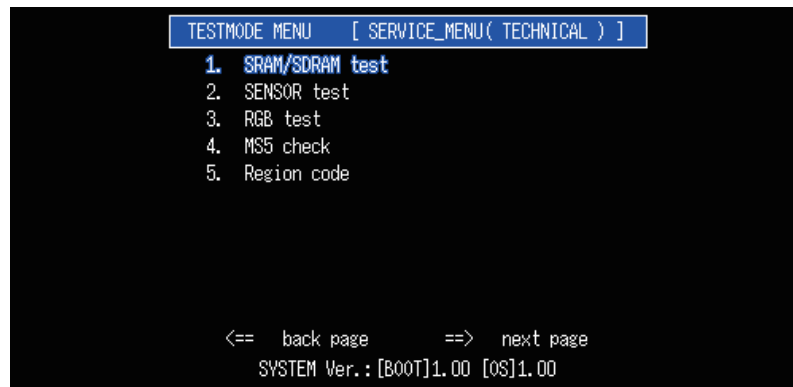 TESTMODE MENU [ SERVICE_MENU( TECHNICAL ) ]
1. SRAM/SDRAM test
2. SENSOR test
3. RGB test
4. MS5 check
5. Region code
<== back page ==> next page
SYSTEM Ver.:[BOOT]1.00 [OS]1.00